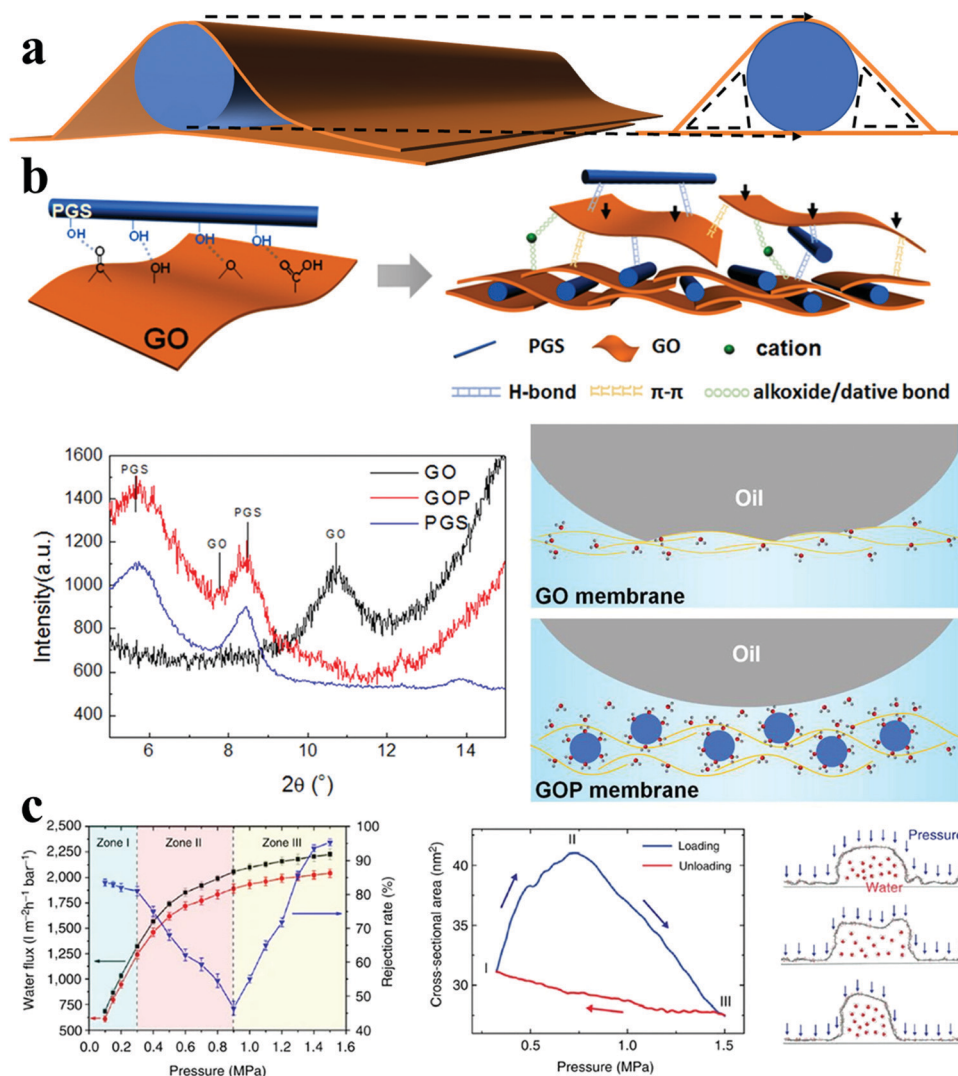 a
b
PGS
OH
OH
OH
OH
O
OH
O
O
OH
GO
PGS
GO
cation
H-bond
π-π
alkoxide/dative bond
1600
1400
1200
1000
800
600
400
Intensity(a.u.)
PGS
GO
PGS
GO
GO
GOP
PGS
6
8
10
12
14
2θ (°)
Oil
GO membrane
Oil
GOP membrane
c
Zone I
Zone II
Zone III
2,500
2,250
2,000
1,750
1,500
1,250
1,000
750
500
Water flux (l m⁻²h⁻¹ bar⁻¹)
100
90
80
70
60
50
40
Rejection rate (%)
0.0 0.2 0.4 0.6 0.8 1.0 1.2 1.4 1.6
Pressure (MPa)
40
35
30
Cross-sectional area (nm²)
I
II
III
Loading
Unloading
0.5
1.0
1.5
Pressure (MPa)
Pressure
Water